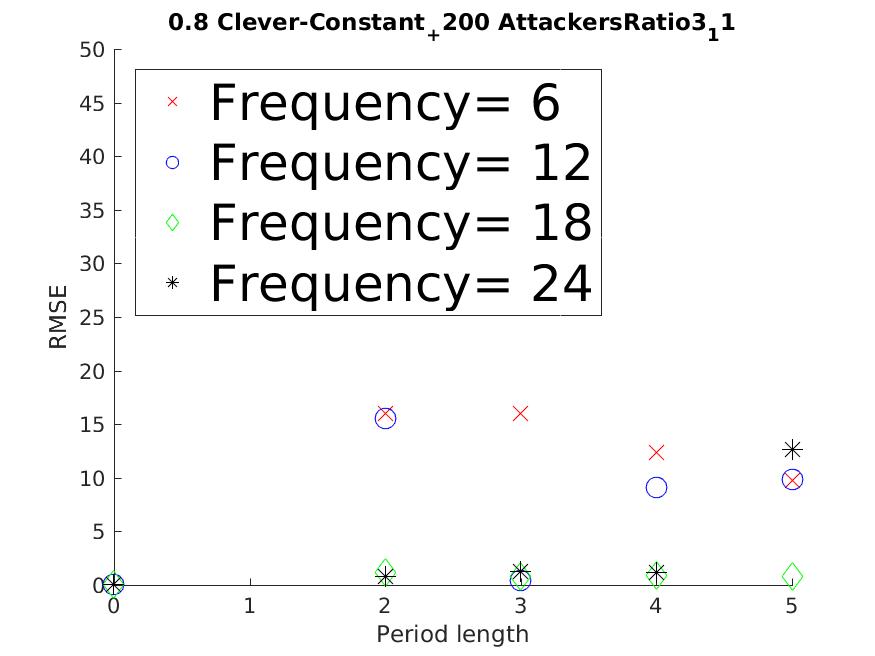 0.8 Clever-Constant₊200 AttackersRatio3₁1
50
45
40
35
30
25
20
15
10
5
0
RMSE
Frequency= 6
Frequency= 12
Frequency= 18
Frequency= 24
0 1 2 3 4 5
Period length